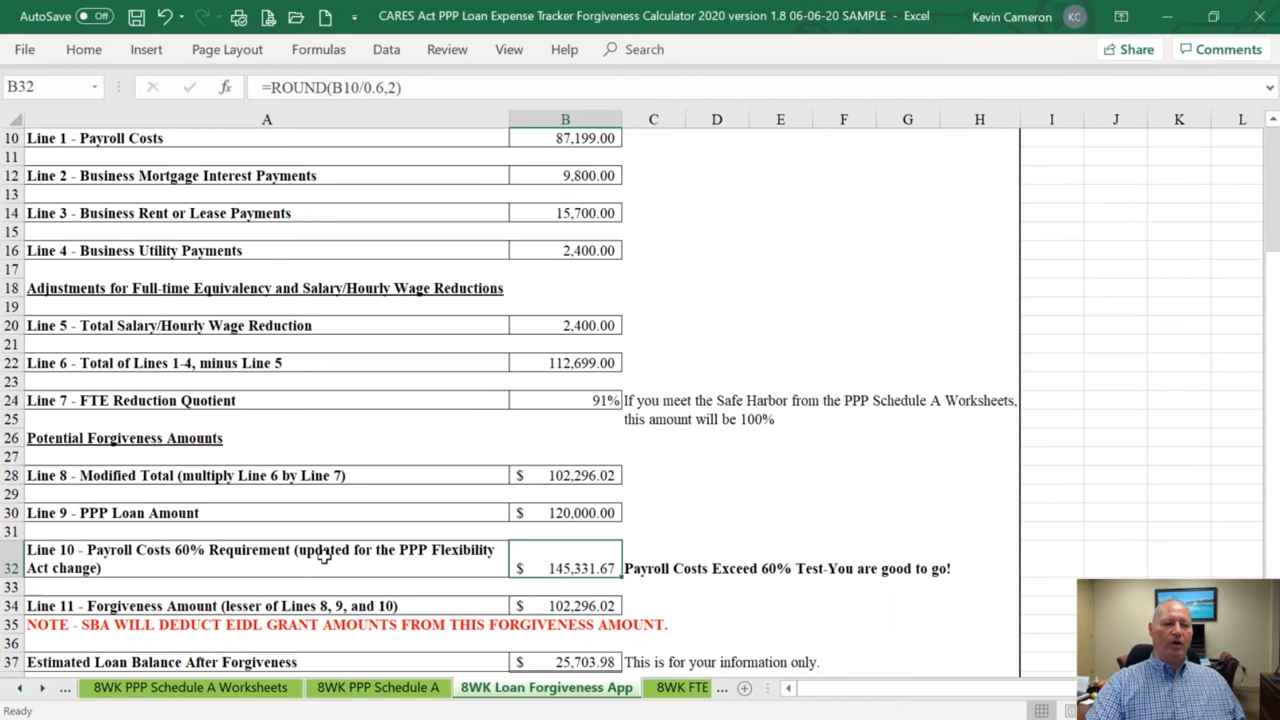 AutoSave Off CARES Act PPP Loan Expense Tracker Forgiveness Calculator 2020 version 1.8 06-06-20 SAMPLE - Excel Kevin Cameron KC
File Home Insert Page Layout Formulas Data Review View Help Search Share Comments
B32 fx =ROUND(B10/0.6,2)
A B C D E F G H I J K L
10 Line 1 - Payroll Costs 87,199.00
11
12 Line 2 - Business Mortgage Interest Payments 9,800.00
13
14 Line 3 - Business Rent or Lease Payments 15,700.00
15
16 Line 4 - Business Utility Payments 2,400.00
17
18 Adjustments for Full-time Equivalency and Salary/Hourly Wage Reductions
19
20 Line 5 - Total Salary/Hourly Wage Reduction 2,400.00
21
22 Line 6 - Total of Lines 1-4, minus Line 5 112,699.00
23
24 Line 7 - FTE Reduction Quotient 91% If you meet the Safe Harbor from the PPP Schedule A Worksheets,
25 this amount will be 100%
26 Potential Forgiveness Amounts
27
28 Line 8 - Modified Total (multiply Line 6 by Line 7) $ 102,296.02
29
30 Line 9 - PPP Loan Amount $ 120,000.00
31
Line 10 - Payroll Costs 60% Requirement (updated for the PPP Flexibility
32 Act change) $ 145,331.67 Payroll Costs Exceed 60% Test-You are good to go!
33
34 Line 11 - Forgiveness Amount (lesser of Lines 8, 9, and 10) $ 102,296.02
35 NOTE - SBA WILL DEDUCT EIDL GRANT AMOUNTS FROM THIS FORGIVENESS AMOUNT.
36
37 Estimated Loan Balance After Forgiveness $ 25,703.98 This is for your information only.
... 8WK PPP Schedule A Worksheets 8WK PPP Schedule A 8WK Loan Forgiveness App 8WK FTE ...
Ready